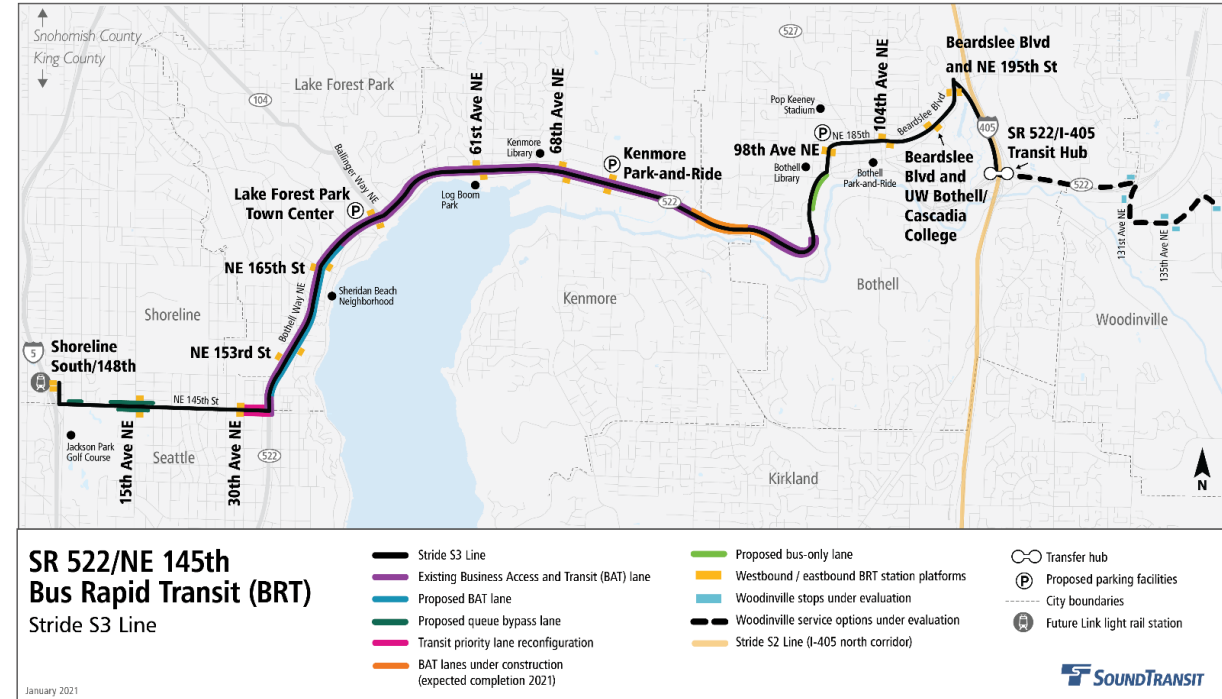 Snohomish County
King County
Lake Forest Park
104
527
Pop Keeney
Stadium
Beardslee Blvd
and NE 195th St
61st Ave NE
68th Ave NE
104th Ave NE
Beardslee Blvd
405
SR 522/I-405
Transit Hub
Kenmore
Library
P
Kenmore
Park-and-Ride
98th Ave NE
P
NE 185th
Bothell
Library
Bothell
Park-and-Ride
Beardslee
Blvd and
UW Bothell/
Cascadia
College
522
131st Ave NE
135th Ave NE
Ballinger Way NE
Lake Forest Park
Town Center
P
Log Boom
Park
522
NE 165th St
Sheridan Beach
Neighborhood
Bothell Way NE
Kenmore
Bothell
Woodinville
Shoreline
5
Shoreline
South/148th
NE 153rd St
NE 145th St
Jackson Park
Golf Course
15th Ave NE
Seattle
30th Ave NE
522
Kirkland
N
SR 522/NE 145th
Bus Rapid Transit (BRT)
Stride S3 Line
January 2021
Stride S3 Line
Existing Business Access and Transit (BAT) lane
Proposed BAT lane
Proposed queue bypass lane
Transit priority lane reconfiguration
BAT lanes under construction
(expected completion 2021)
Proposed bus-only lane
Westbound / eastbound BRT station platforms
Woodinville stops under evaluation
Woodinville service options under evaluation
Stride S2 Line (I-405 north corridor)
Transfer hub
P Proposed parking facilities
City boundaries
Future Link light rail station
SOUNDTRANSIT